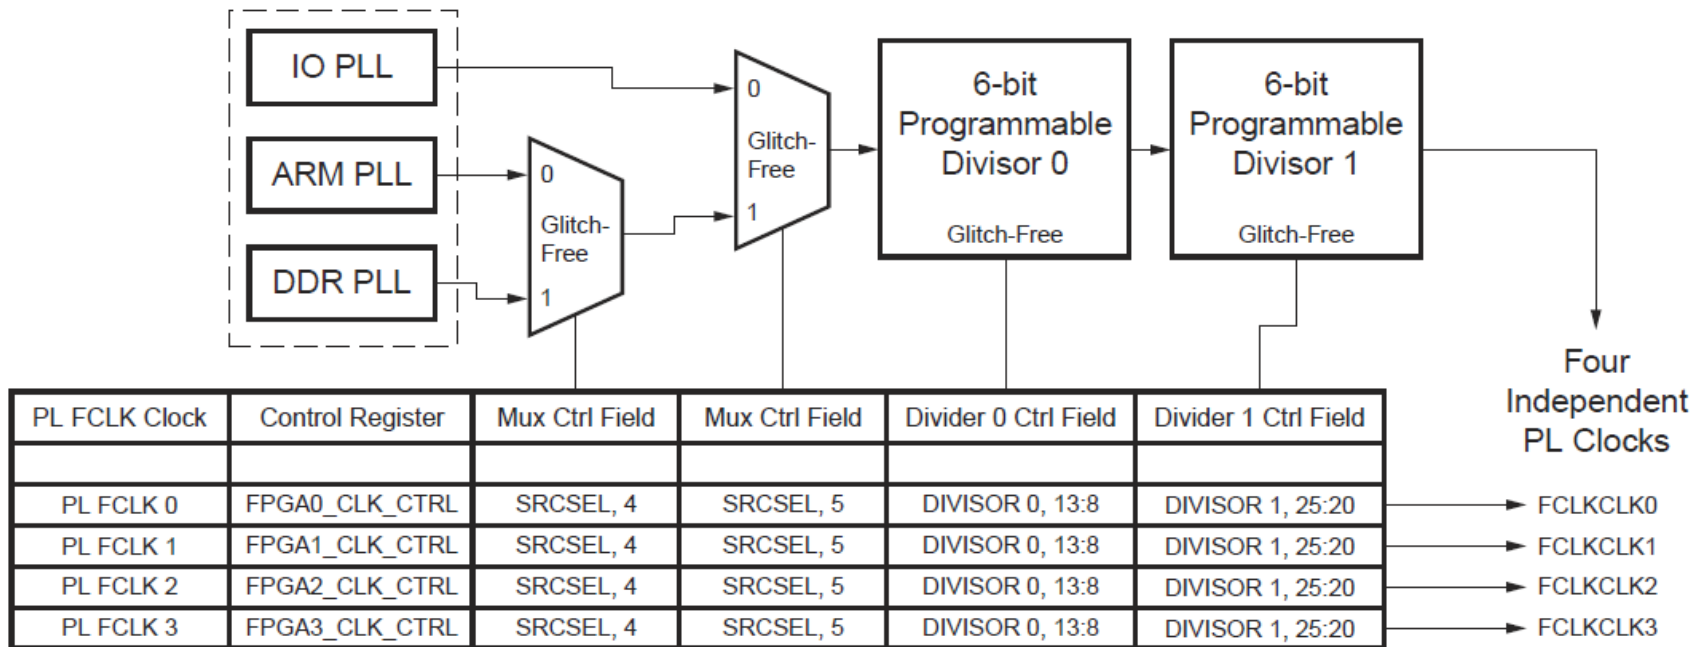 IO PLL
ARM PLL
DDR PLL
0
Glitch-
Free
1
0
Glitch-
Free
1
6-bit
Programmable
Divisor 0
Glitch-Free
6-bit
Programmable
Divisor 1
Glitch-Free
Four
Independent
PL Clocks
PL FCLK Clock Control Register Mux Ctrl Field Mux Ctrl Field Divider 0 Ctrl Field Divider 1 Ctrl Field
PL FCLK 0 FPGA0_CLK_CTRL SRCSEL, 4 SRCSEL, 5 DIVISOR 0, 13:8 DIVISOR 1, 25:20 FCLKCLK0
PL FCLK 1 FPGA1_CLK_CTRL SRCSEL, 4 SRCSEL, 5 DIVISOR 0, 13:8 DIVISOR 1, 25:20 FCLKCLK1
PL FCLK 2 FPGA2_CLK_CTRL SRCSEL, 4 SRCSEL, 5 DIVISOR 0, 13:8 DIVISOR 1, 25:20 FCLKCLK2
PL FCLK 3 FPGA3_CLK_CTRL SRCSEL, 4 SRCSEL, 5 DIVISOR 0, 13:8 DIVISOR 1, 25:20 FCLKCLK3